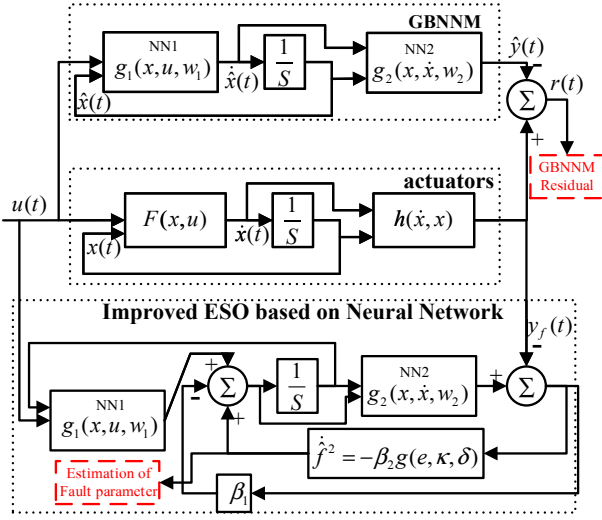 GBNNM
NN1
g₁(x,u,w₁)
x̂(t)
x̂̇(t)
1/S
NN2
g₂(x,ẋ,w₂)
ŷ(t)
-
Σ
r(t)
+
GBNNM
Residual
actuators
u(t)
F(x,u)
x(t)
ẋ(t)
1/S
h(ẋ,x)
Improved ESO based on Neural Network
y_f(t)
-
NN1
g₁(x,u,w₁)
+
-
Σ
+
1/S
NN2
g₂(x,ẋ,w₂)
+
Σ
f̂̇² = −β₂g(e,κ,δ)
Estimation of
Fault parameter
β₁